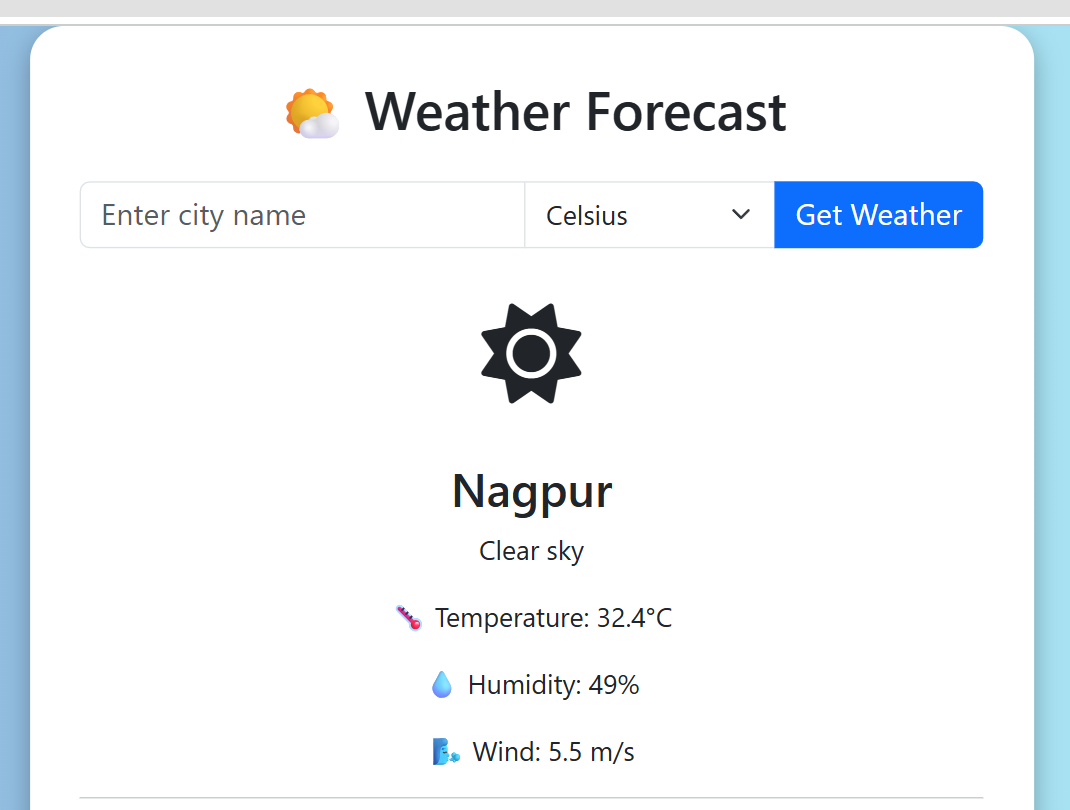 Weather Forecast
Enter city name
Celsius
Get Weather
Nagpur
Clear sky
Temperature: 32.4°C
Humidity: 49%
Wind: 5.5 m/s